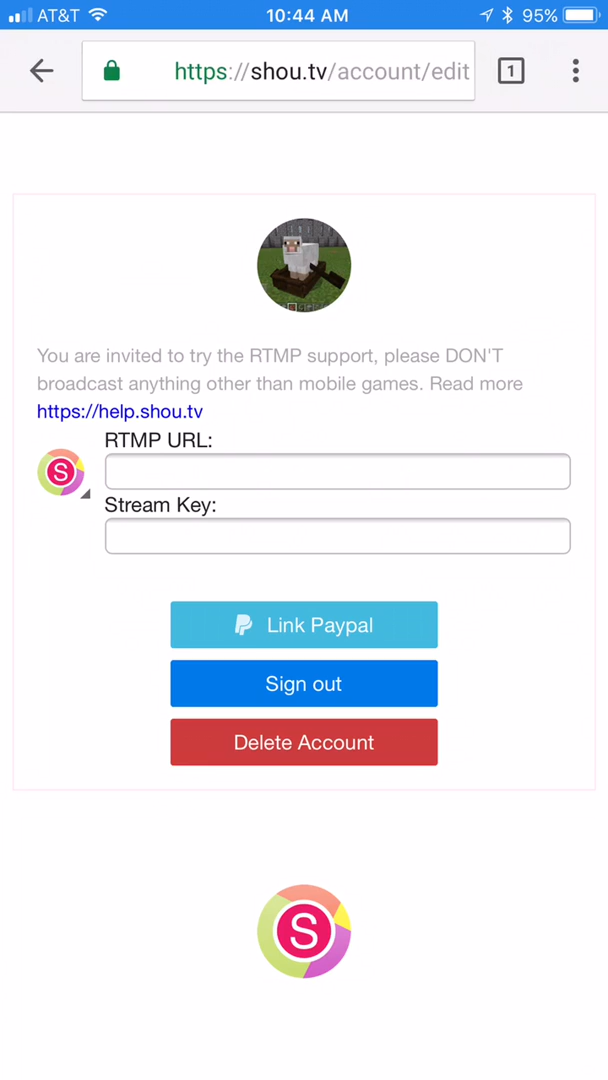 AT&T 10:44 AM 95%
https://shou.tv/account/edit 1
You are invited to try the RTMP support, please DON'T
broadcast anything other than mobile games. Read more
https://help.shou.tv
RTMP URL:
S
Stream Key:
Link Paypal
Sign out
Delete Account
S